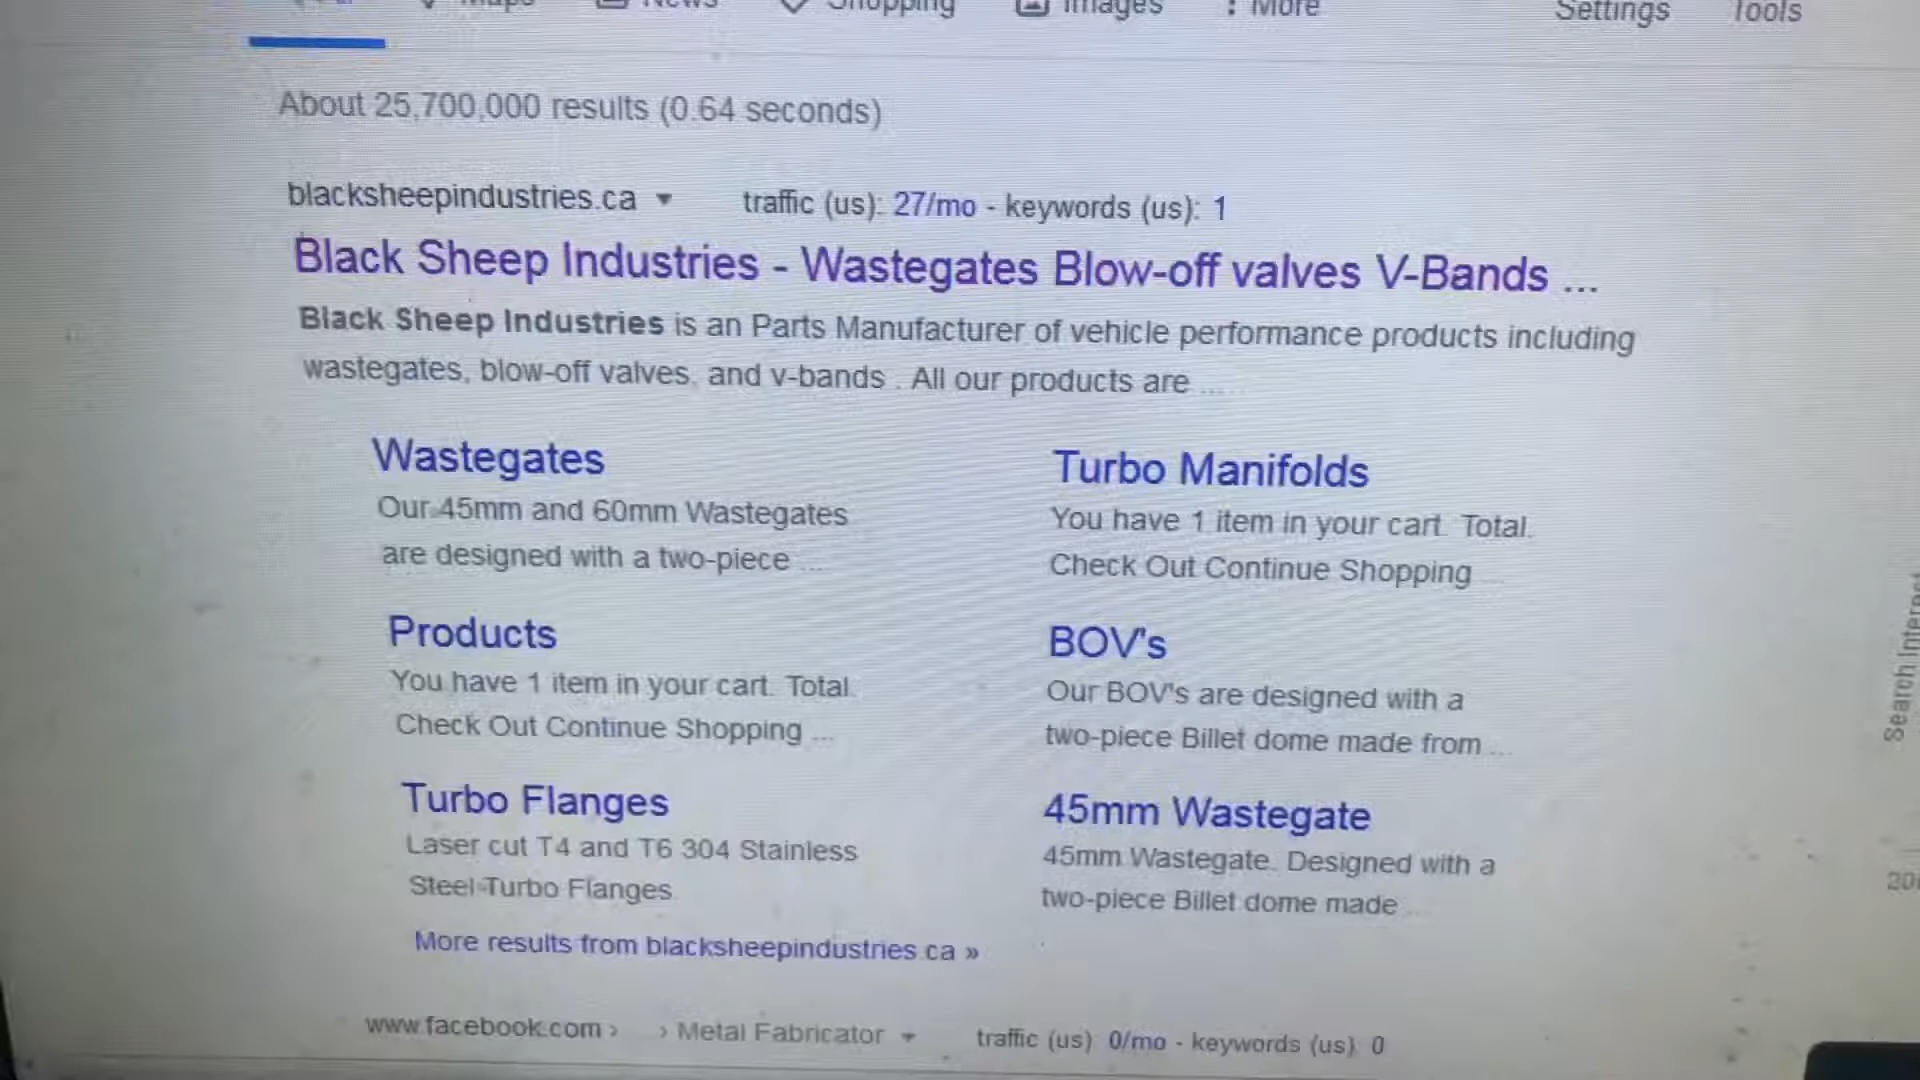 Maps News Shopping Images More Settings Tools
About 25,700,000 results (0.64 seconds)
blacksheepindustries.ca traffic (us): 27/mo - keywords (us): 1
Black Sheep Industries - Wastegates Blow-off valves V-Bands ...
Black Sheep Industries is an Parts Manufacturer of vehicle performance products including
wastegates, blow-off valves, and v-bands . All our products are ...
Wastegates
Our 45mm and 60mm Wastegates
are designed with a two-piece ...
Turbo Manifolds
You have 1 item in your cart. Total.
Check Out Continue Shopping ...
Products
You have 1 item in your cart. Total.
Check Out Continue Shopping ...
BOV's
Our BOV's are designed with a
two-piece Billet dome made from ...
Turbo Flanges
Laser cut T4 and T6 304 Stainless
Steel Turbo Flanges.
45mm Wastegate
45mm Wastegate. Designed with a
two-piece Billet dome made ...
More results from blacksheepindustries.ca »
www.facebook.com › › Metal Fabricator traffic (us): 0/mo - keywords (us): 0
Search Interest